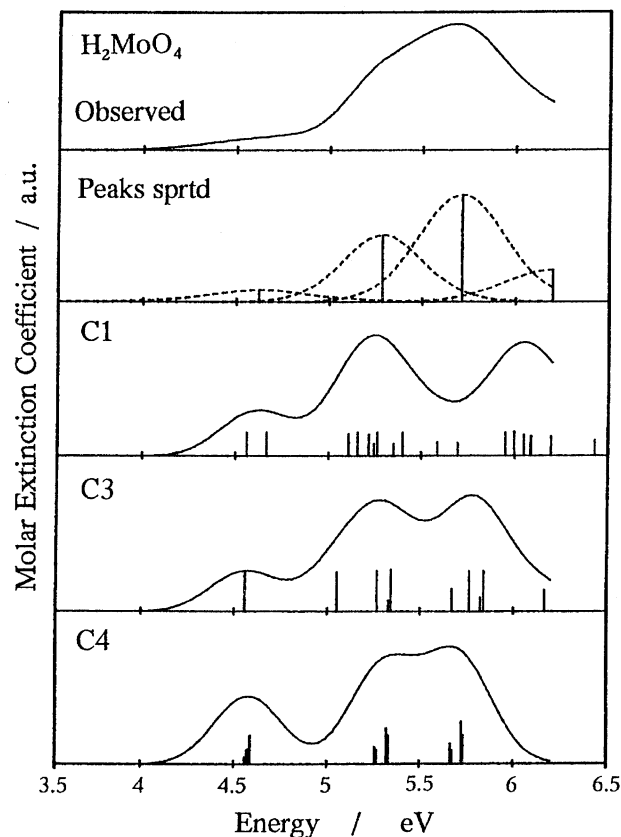 H₂MoO₄
Observed
Peaks sprtd
C1
C3
C4
Molar Extinction Coefficient / a.u.
3.5 4 4.5 5 5.5 6 6.5
Energy / eV